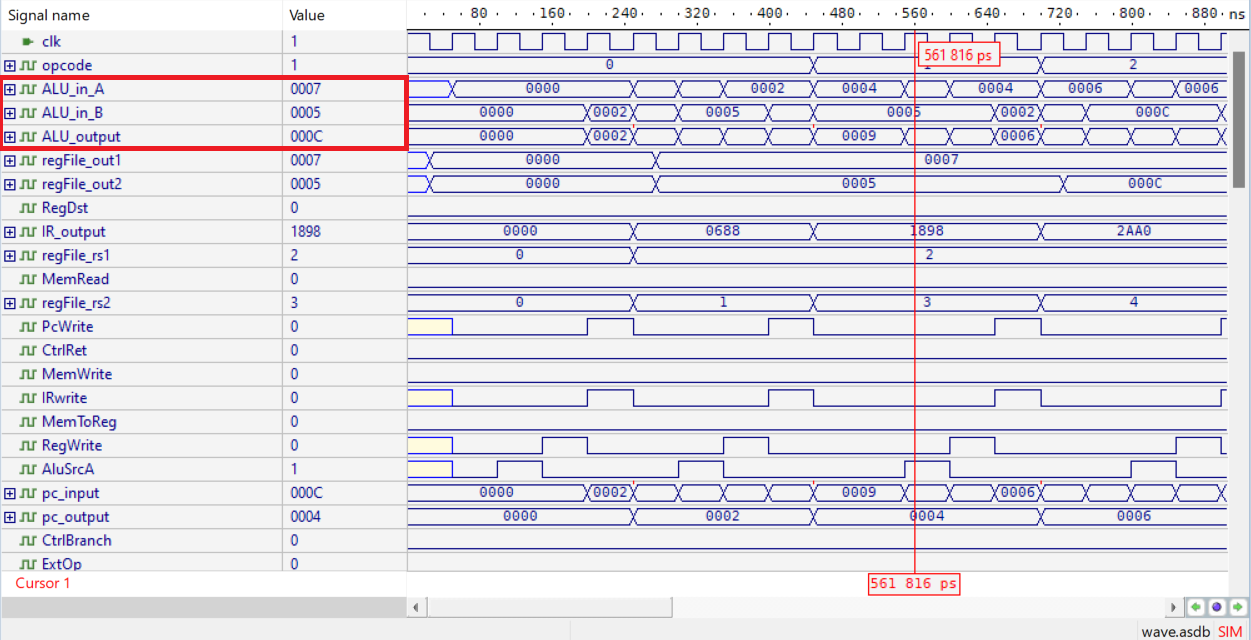 Signal name Value 80 160 240 320 400 480 560 640 720 800 880 ns
clk 1 561 816 ps
opcode 1 0 2
ALU_in_A 0007 0000 0002 0004 0004 0006 0006
ALU_in_B 0005 0000 0002 0005 0005 0002 000C
ALU_output 000C 0000 0002 0009 0006
regFile_out1 0007 0000 0007
regFile_out2 0005 0000 0005 000C
RegDst 0
IR_output 1898 0000 0688 1898 2AA0
regFile_rs1 2 0 2
MemRead 0
regFile_rs2 3 0 1 3 4
PcWrite 0
CtrlRet 0
MemWrite 0
IRwrite 0
MemToReg 0
RegWrite 0
AluSrcA 1
pc_input 000C 0000 0002 0009 0006
pc_output 0004 0000 0002 0004 0006
CtrlBranch 0
ExtOp 0
Cursor 1 561 816 ps
wave.asdb SIM